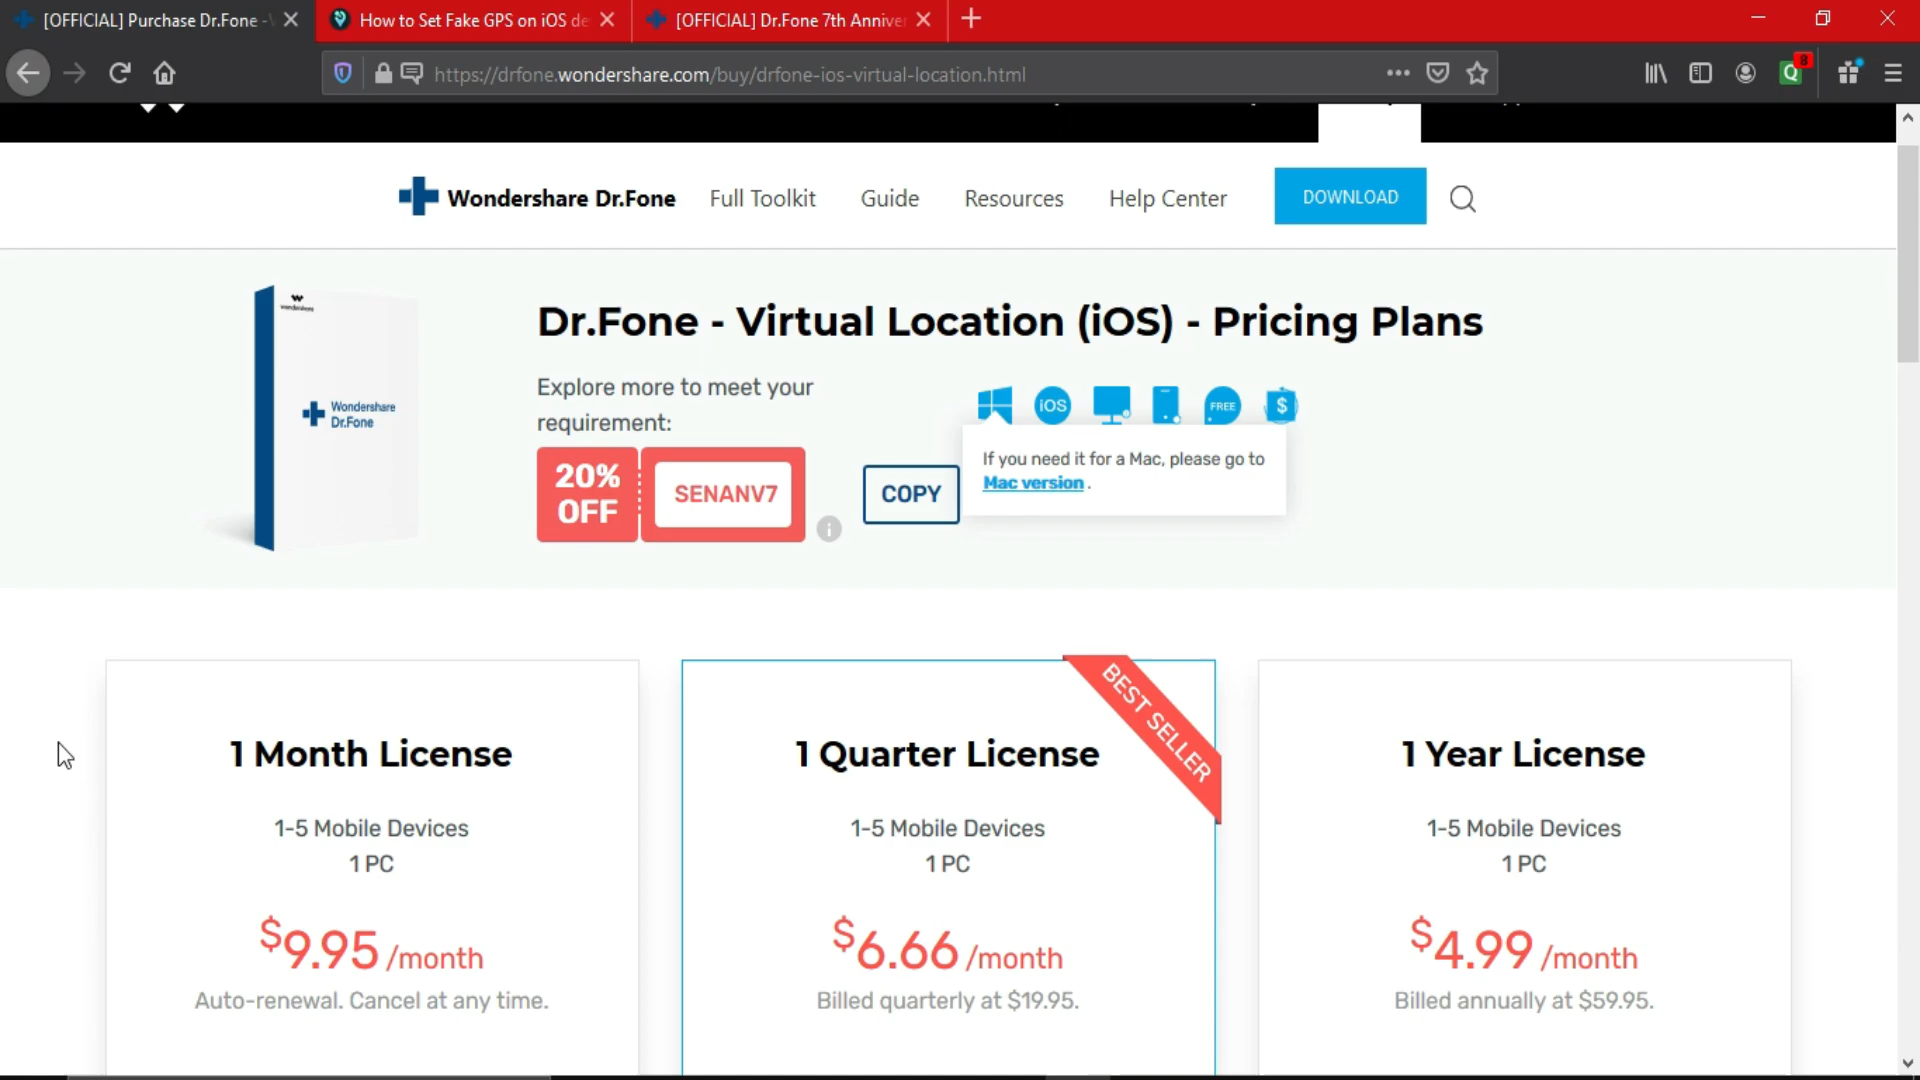 [OFFICIAL] Purchase Dr.Fone -
How to Set Fake GPS on iOS de
[OFFICIAL] Dr.Fone 7th Anniver
https://drfone.wondershare.com/buy/drfone-ios-virtual-location.html
8
Wondershare Dr.Fone
Full Toolkit
Guide
Resources
Help Center
DOWNLOAD
wondershare
Wondershare
Dr.Fone
Dr.Fone - Virtual Location (iOS) - Pricing Plans
Explore more to meet your
requirement:
iOS
FREE
$
20%
OFF
SENANV7
i
COPY
If you need it for a Mac, please go to
Mac version .
1 Month License
1-5 Mobile Devices
1 PC
$9.95 /month
Auto-renewal. Cancel at any time.
BEST SELLER
1 Quarter License
1-5 Mobile Devices
1 PC
$6.66 /month
Billed quarterly at $19.95.
1 Year License
1-5 Mobile Devices
1 PC
$4.99 /month
Billed annually at $59.95.